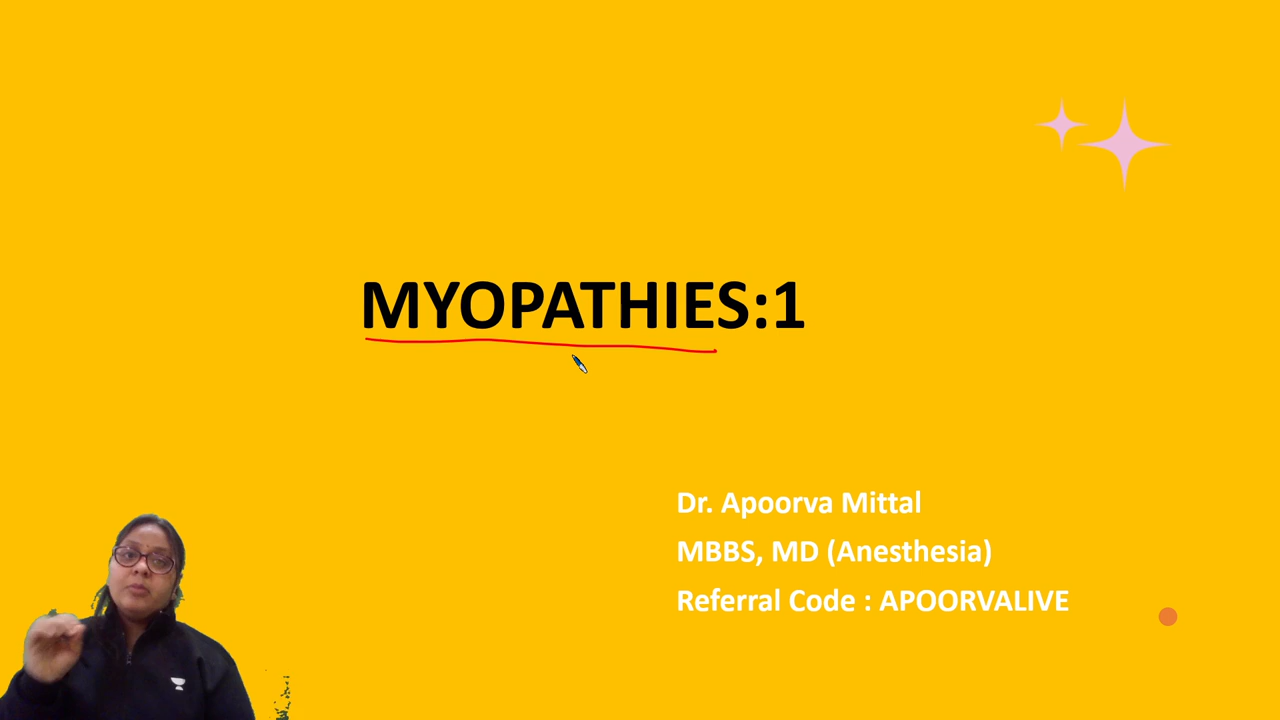 MYOPATHIES:1
Dr. Apoorva Mittal
MBBS, MD (Anesthesia)
Referral Code : APOORVALIVE